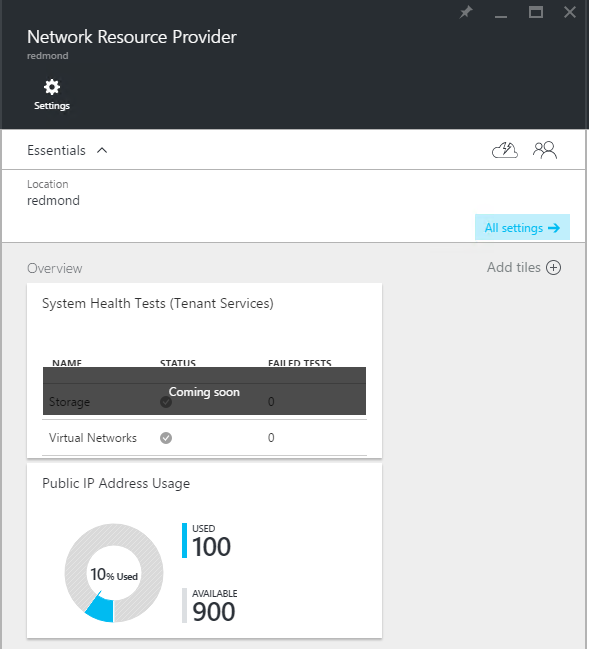 Network Resource Provider
redmond
Settings
Essentials
Location
redmond
All settings
Overview
Add tiles
System Health Tests (Tenant Services)
NAME STATUS FAILED TESTS
Coming soon
Storage 0
Virtual Networks 0
Public IP Address Usage
10% Used
USED
100
AVAILABLE
900